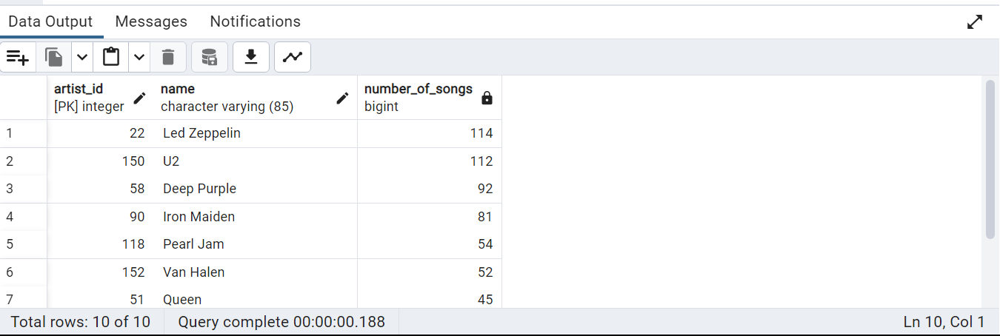 Data Output Messages Notifications
artist_id name number_of_songs
[PK] integer character varying (85) bigint
1 22 Led Zeppelin 114
2 150 U2 112
3 58 Deep Purple 92
4 90 Iron Maiden 81
5 118 Pearl Jam 54
6 152 Van Halen 52
7 51 Queen 45
Total rows: 10 of 10 Query complete 00:00:00.188 Ln 10, Col 1